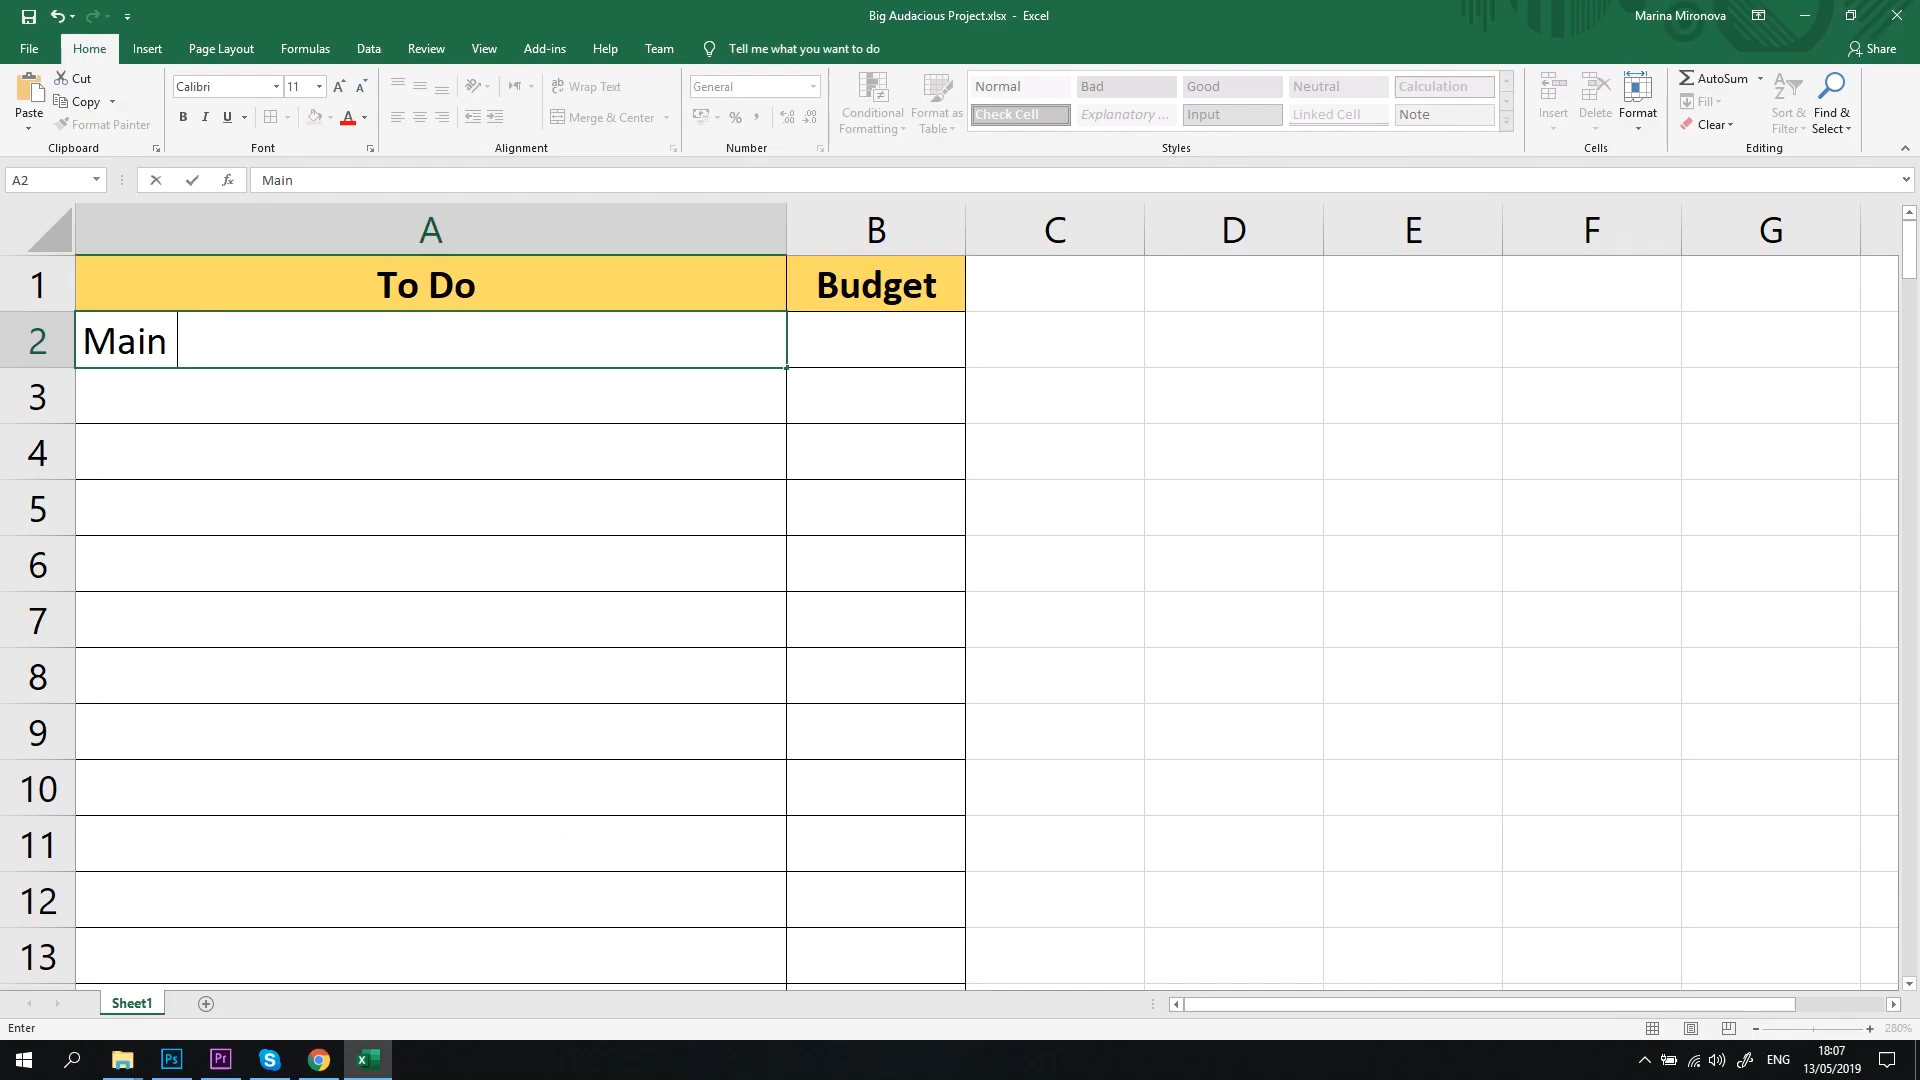 Big Audacious Project.xlsx - Excel
Marina Mironova
File Home Insert Page Layout Formulas Data Review View Add-ins Help Team Tell me what you want to do Share
Paste
Cut
Copy
Format Painter
Clipboard
Calibri 11
B I U
Font
Wrap Text
Merge & Center
Alignment
General
%
Number
Conditional Formatting
Format as Table
Normal Bad Good Neutral Calculation
Check Cell Explanatory ... Input Linked Cell Note
Styles
Insert Delete Format
Cells
AutoSum
Fill
Clear
Sort & Filter
Find & Select
Editing
A2
fx
Main
A B C D E F G
1 To Do Budget
2 Main
3
4
5
6
7
8
9
10
11
12
13
Sheet1
Enter
280%
Ps Pr
ENG
18:07
13/05/2019